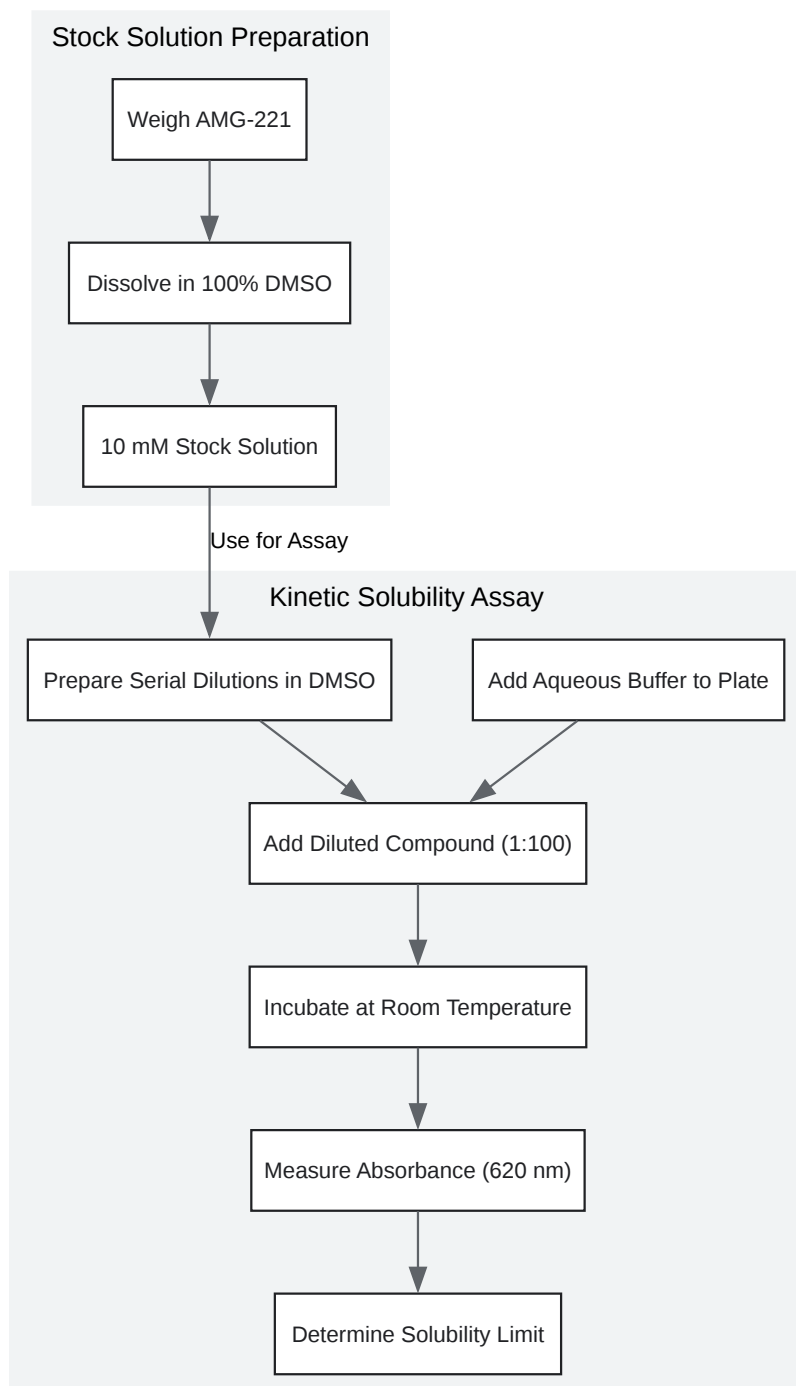 Stock Solution Preparation
Weigh AMG-221
Dissolve in 100% DMSO
10 mM Stock Solution
Use for Assay
Kinetic Solubility Assay
Prepare Serial Dilutions in DMSO
Add Aqueous Buffer to Plate
Add Diluted Compound (1:100)
Incubate at Room Temperature
Measure Absorbance (620 nm)
Determine Solubility Limit